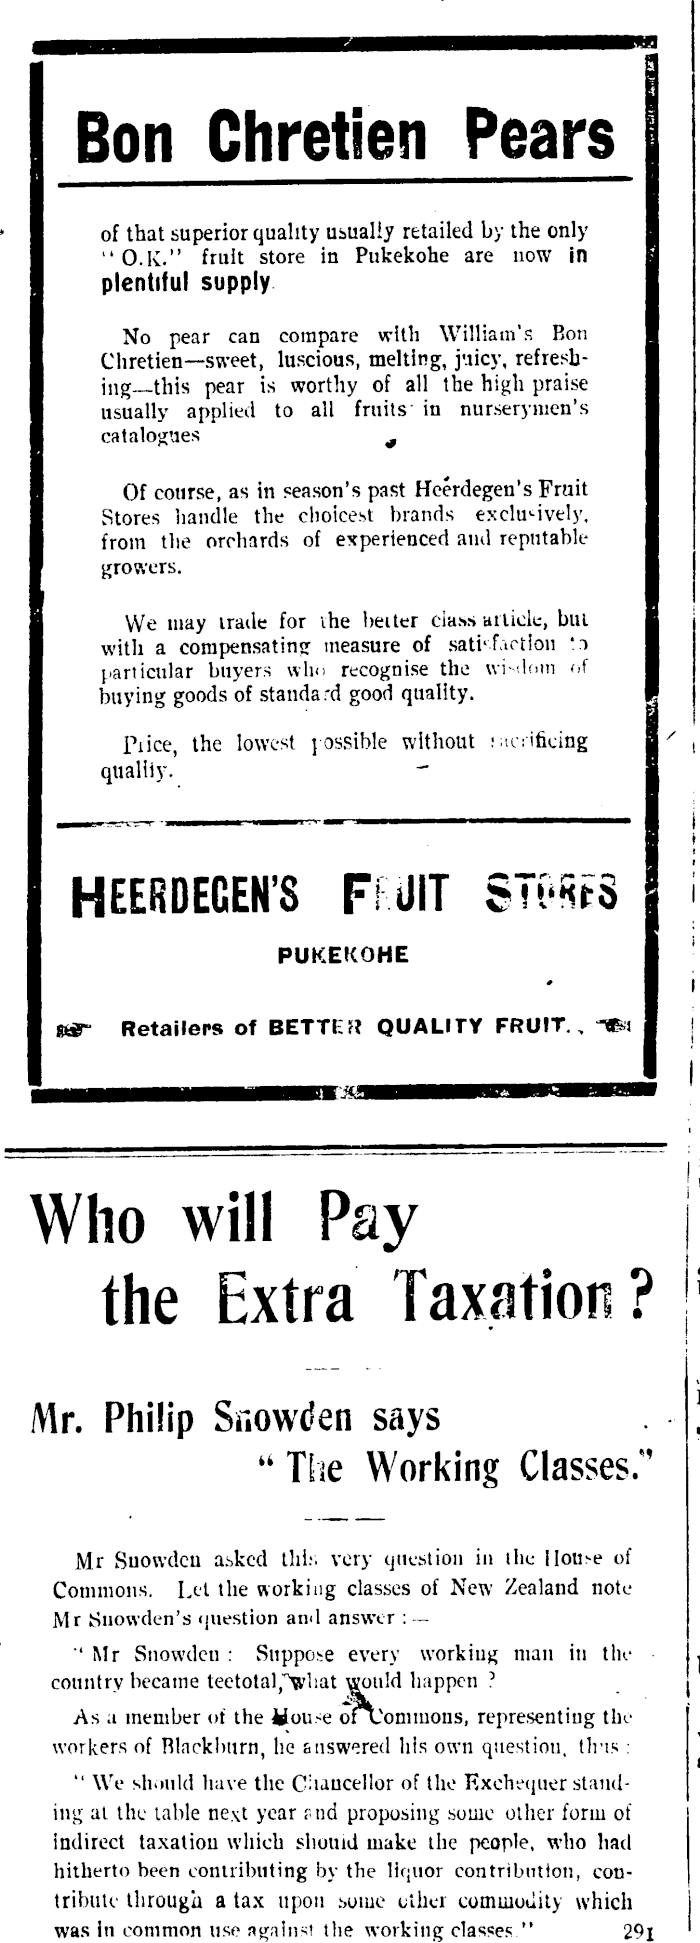 Bon Chretien Pears
of that superior quality usually retailed by the only
"O.K." fruit store in Pukekohe are now in
plentiful supply.
No pear can compare with William's Bon
Chretien—sweet, luscious, melting, juicy, refresh-
ing—this pear is worthy of all the high praise
usually applied to all fruits in nurserymen's
catalogues
Of course, as in season's past Heerdegen's Fruit
Stores handle the choicest brands exclusively,
from the orchards of experienced and reputable
growers.
We may trade for the better class article, but
with a compensating measure of satisfaction to
particular buyers who recognise the wisdom of
buying goods of standard good quality.
Price, the lowest possible without sacrificing
quality.
HEERDEGEN'S FRUIT STORES
PUKEKOHE
Retailers of BETTER QUALITY FRUIT.
Who will Pay
the Extra Taxation?
Mr. Philip Snowden says
"The Working Classes."
Mr Snowden asked this very question in the House of
Commons. Let the working classes of New Zealand note
Mr Snowden's question and answer:—
"Mr Snowden: Suppose every working man in the
country became teetotal, what would happen?
As a member of the House of Commons, representing the
workers of Blackburn, he answered his own question, thus:
"We should have the Chancellor of the Exchequer stand-
ing at the table next year and proposing some other form of
indirect taxation which should make the people, who had
hitherto been contributing by the liquor contribution, con-
tribute through a tax upon some other commodity which
was in common use against the working classes." 291